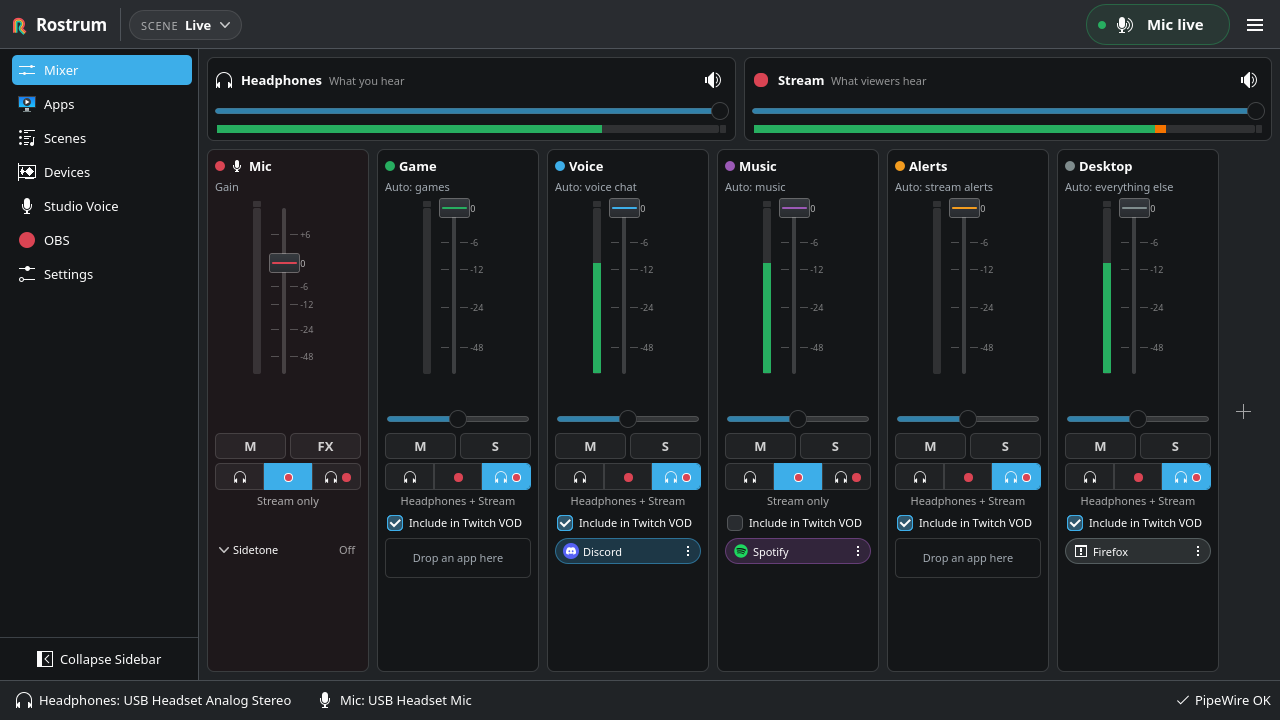 Rostrum
SCENE Live
Mic live
Mixer
Apps
Scenes
Devices
Studio Voice
OBS
Settings
Collapse Sidebar
Headphones What you hear
Stream What viewers hear
Mic
Gain
+6
0
-6
-12
-24
-48
M FX
Stream only
Sidetone Off
Game
Auto: games
0
-6
-12
-24
-48
M S
Headphones + Stream
Include in Twitch VOD
Drop an app here
Voice
Auto: voice chat
0
-6
-12
-24
-48
M S
Headphones + Stream
Include in Twitch VOD
Discord
Music
Auto: music
0
-6
-12
-24
-48
M S
Stream only
Include in Twitch VOD
Spotify
Alerts
Auto: stream alerts
0
-6
-12
-24
-48
M S
Headphones + Stream
Include in Twitch VOD
Drop an app here
Desktop
Auto: everything else
0
-6
-12
-24
-48
M S
Headphones + Stream
Include in Twitch VOD
Firefox
Headphones: USB Headset Analog Stereo
Mic: USB Headset Mic
PipeWire OK